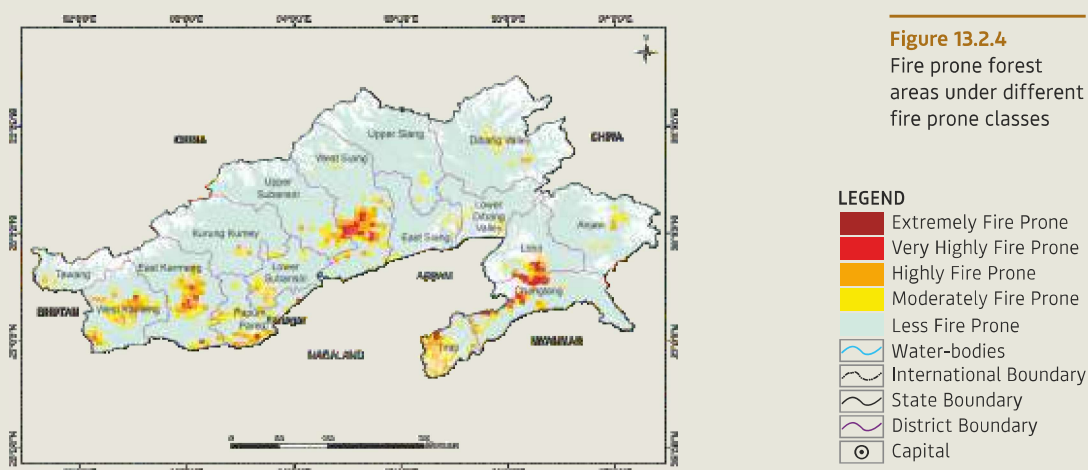 Figure 13.2.4
Fire prone forest
areas under different
fire prone classes
CHINA
CHINA
Upper Siang
Dibang Valley
West Siang
Upper
Subansiri
Lower
Dibang
Valley
Kurung Kumey
East Siang
Anjaw
Lohit
Tawang
East Kameng
Lower
Subansiri
ASSAM
Changlang
BHUTAN
West Kameng
Papum
Pare
Itanagar
NAGALAND
Tirap
MYANMAR
LEGEND
Extremely Fire Prone
Very Highly Fire Prone
Highly Fire Prone
Moderately Fire Prone
Less Fire Prone
Water-bodies
International Boundary
State Boundary
District Boundary
Capital